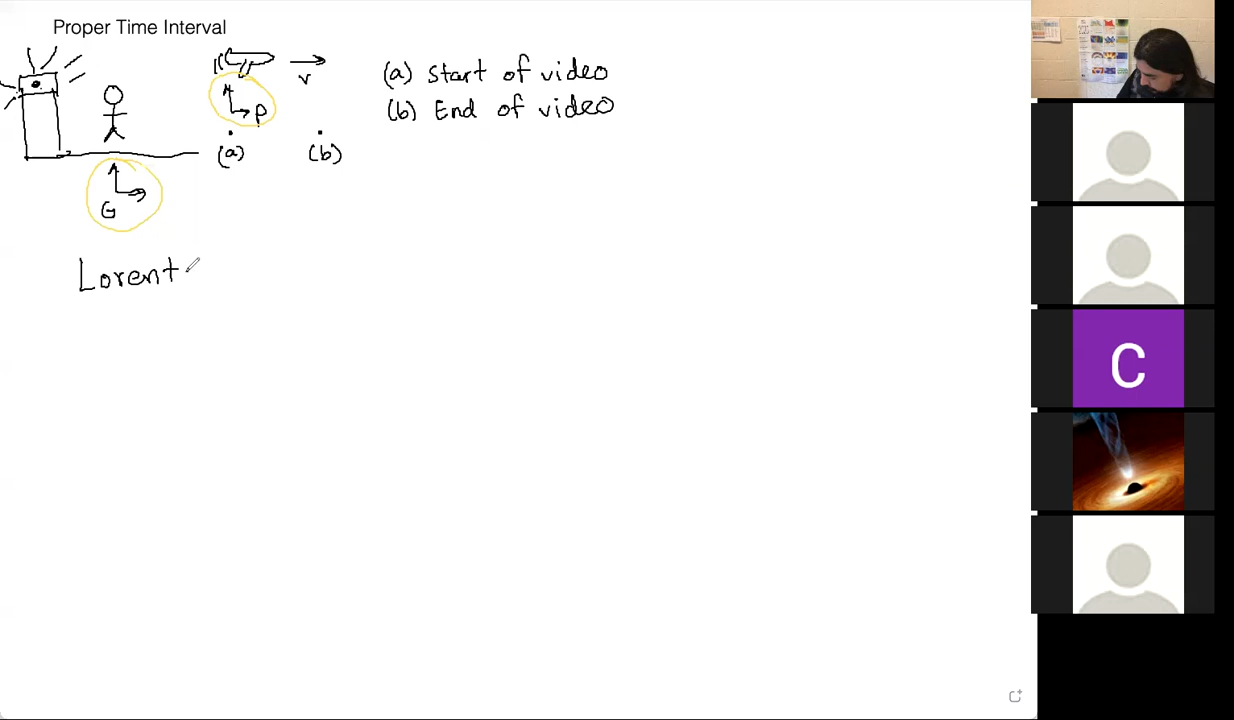 Proper Time Interval
v
P
(a) (b)
(a) Start of video
(b) End of video
G
Lorent
C